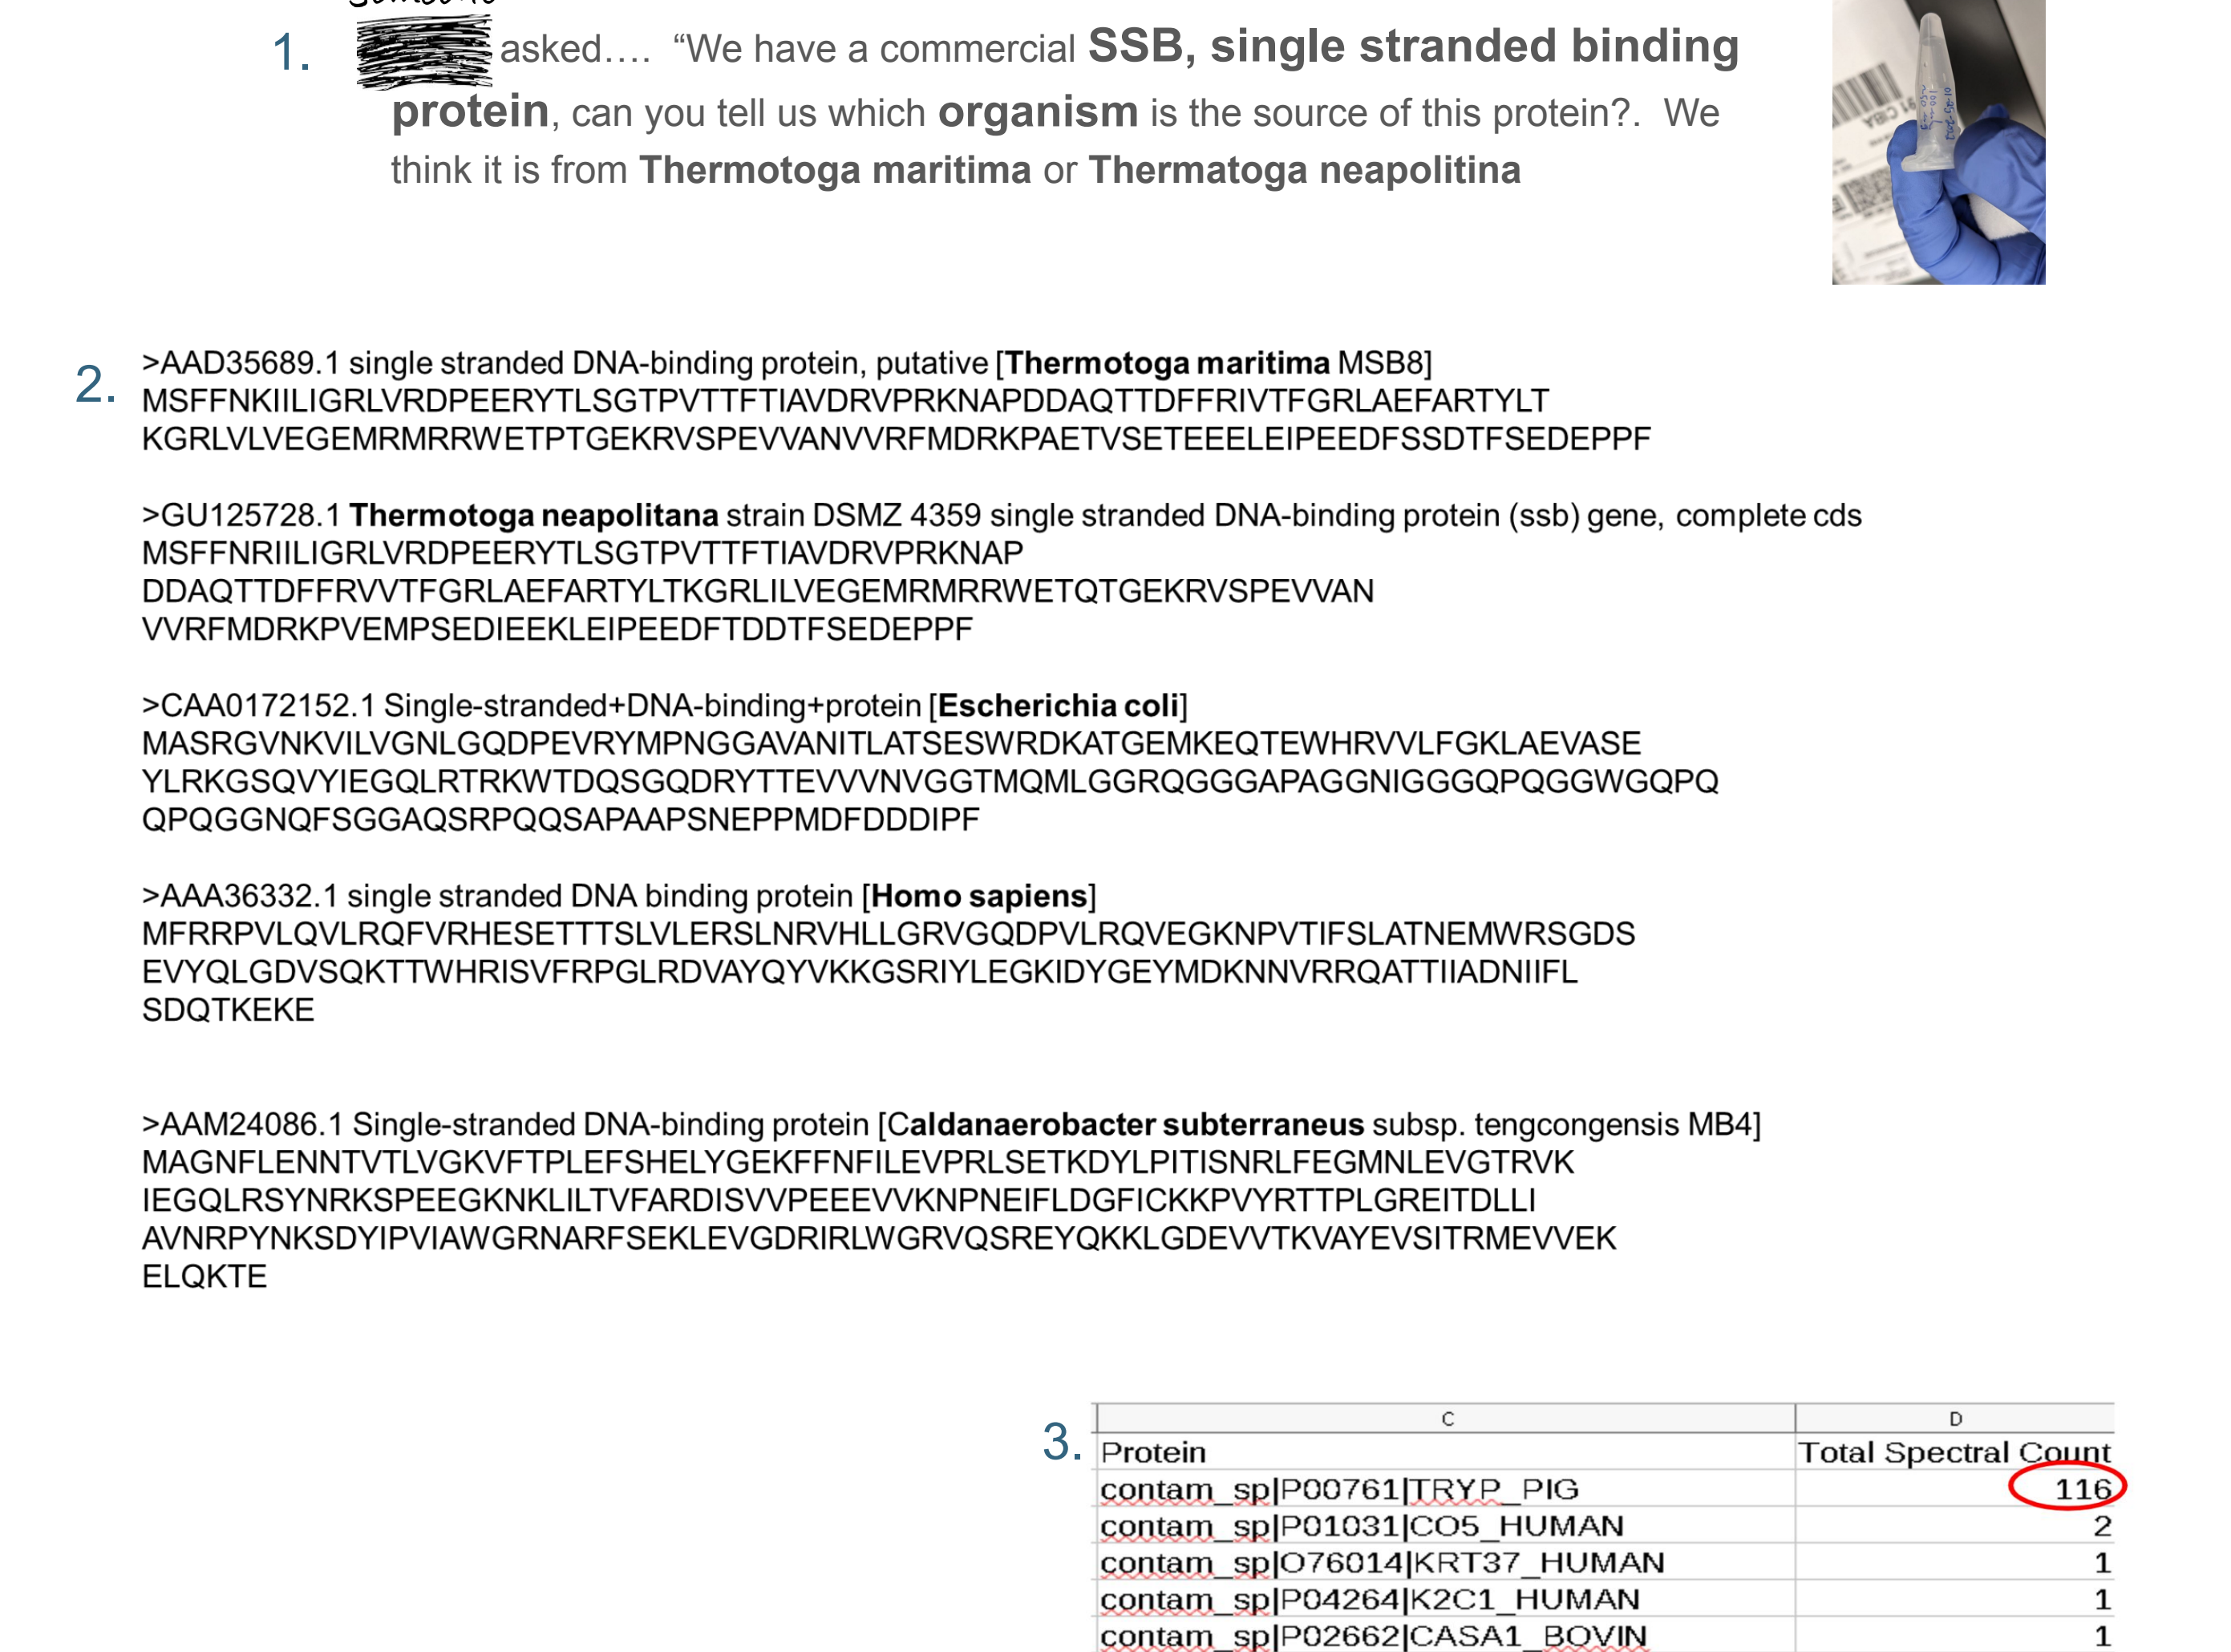 1.
asked.... “We have a commercial SSB, single stranded binding
protein, can you tell us which organism is the source of this protein?. We
think it is from Thermotoga maritima or Thermatoga neapolitina
2.
>AAD35689.1 single stranded DNA-binding protein, putative [Thermotoga maritima MSB8]
MSFFNKIILIGRLVRDPEERYTLSGTPVTTFTIAVDRVPRKNAPDDAQTTDFFRIVTFGRLAEFARTYLT
KGRLVLVEGEMRMRRWETPTGEKRVSPEVVANVVRFMDRKPAETVSETEEELEIPEEDFSSDTFSEDEPPF
>GU125728.1 Thermotoga neapolitana strain DSMZ 4359 single stranded DNA-binding protein (ssb) gene, complete cds
MSFFNRIILIGRLVRDPEERYTLSGTPVTTFTIAVDRVPRKNAP
DDAQTTDFFRVVTFGRLAEFARTYLTKGRLILVEGEMRMRRWETQTGEKRVSPEVVAN
VVRFMDRKPVEMPSEDIEEKLEIPEEDFTDDTFSEDEPPF
>CAA0172152.1 Single-stranded+DNA-binding+protein [Escherichia coli]
MASRGVNKVILVGNLGQDPEVRYMPNGGAVANITLATSESWRDKATGEMKEQTEWHRVVLFGKLAEVASE
YLRKGSQVYIEGQLRTRKWTDQSGQDRYTTEVVVNVGGTMQMLGGRQGGGAPAGGNIGGGQPQGGWGQPQ
QPQGGNQFSGGAQSRPQQSAPAAPSNEPPMDFDDDIPF
>AAA36332.1 single stranded DNA binding protein [Homo sapiens]
MFRRPVLQVLRQFVRHESETTTSLVLERSLNRVHLLGRVGQDPVLRQVEGKNPVTIFSLATNEMWRSGDS
EVYQLGDVSQKTTWHRISVFRPGLRDVAYQYVKKGSRIYLEGKIDYGEYMDKNNVRRQATTIIADNIIFL
SDQTKEKE
>AAM24086.1 Single-stranded DNA-binding protein [Caldanaerobacter subterraneus subsp. tengcongensis MB4]
MAGNFLENNTVTLVGKVFTPLEFSHELYGEKFFNFILEVPRLSETKDYLPITISNRLFEGMNLEVGTRVK
IEGQLRSYNRKSPEEGKNKLILTVFARDISVVPEEEVVKNPNEIFLDGFICKKPVYRTTPLGREITDLLI
AVNRPYNKSDYIPVIAWGRNARFSEKLEVGDRIRLWGRVQSREYQKKLGDEVVTKVAYEVSITRMEVVEK
ELQKTE
3.
C D
Protein Total Spectral Count
contam_sp|P00761|TRYP_PIG 116
contam_sp|P01031|CO5_HUMAN 2
contam_sp|O76014|KRT37_HUMAN 1
contam_sp|P04264|K2C1_HUMAN 1
contam_sp|P02662|CASA1_BOVIN 1